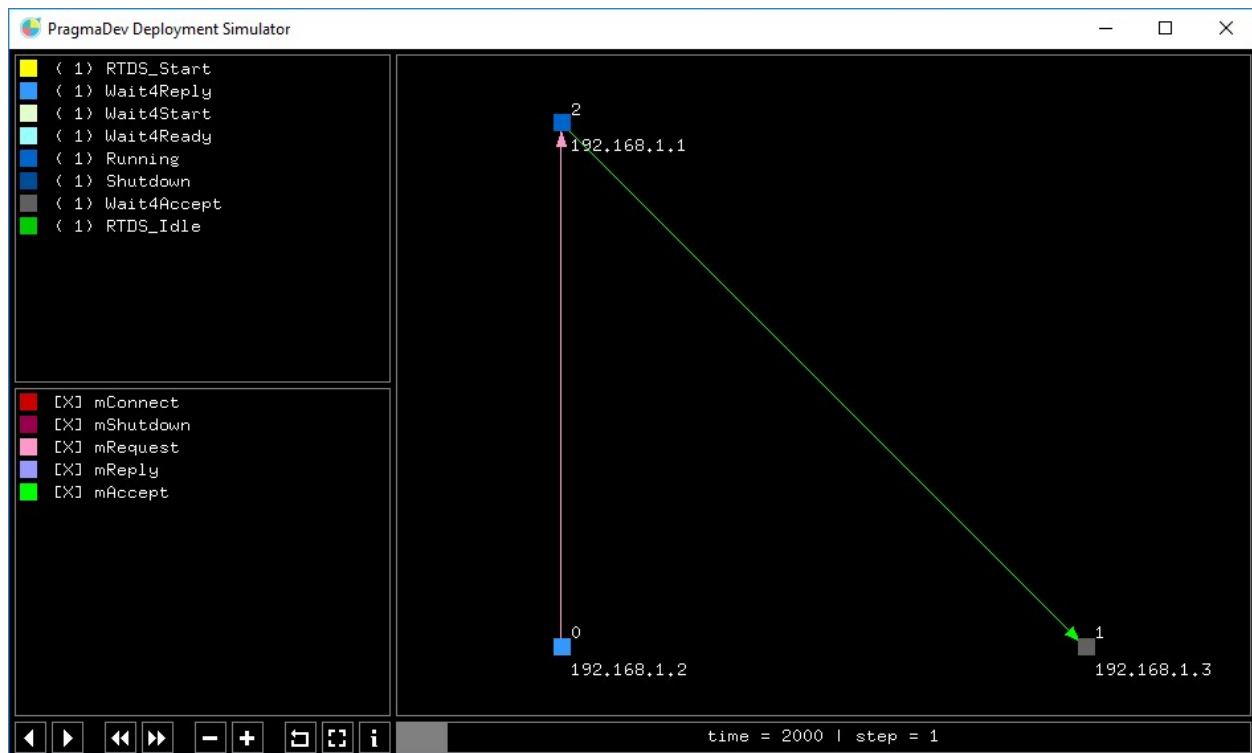 PragmaDev Deployment Simulator
( 1) RTDS_Start
( 1) Wait4Reply
( 1) Wait4Start
( 1) Wait4Ready
( 1) Running
( 1) Shutdown
( 1) Wait4Accept
( 1) RTDS_Idle
[X] mConnect
[X] mShutdown
[X] mRequest
[X] mReply
[X] mAccept
2
192.168.1.1
0
192.168.1.2
1
192.168.1.3
i
time = 2000 | step = 1